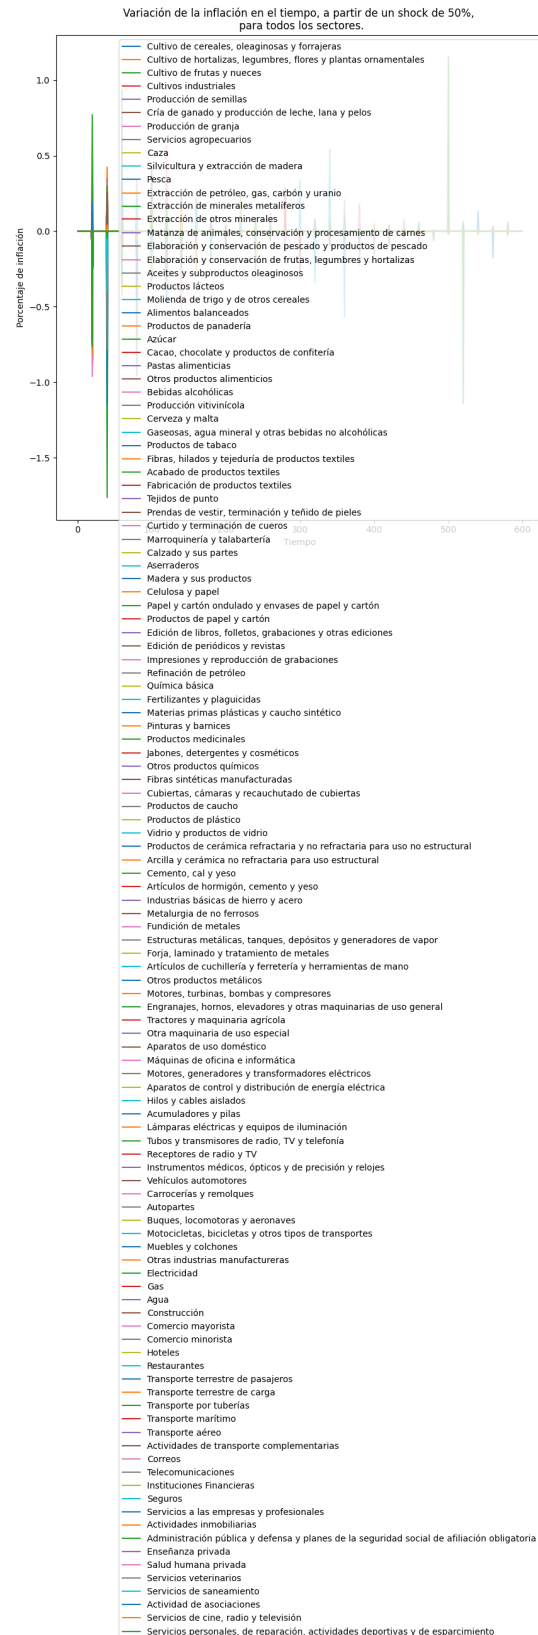 Variación de la inflación en el tiempo, a partir de un shock de 50%,
para todos los sectores.
Porcentaje de inflación
1.0
0.5
0.0
−0.5
−1.0
−1.5
0
300
400
500
600
Tiempo
Cultivo de cereales, oleaginosas y forrajeras
Cultivo de hortalizas, legumbres, flores y plantas ornamentales
Cultivo de frutas y nueces
Cultivos industriales
Producción de semillas
Cría de ganado y producción de leche, lana y pelos
Producción de granja
Servicios agropecuarios
Caza
Silvicultura y extracción de madera
Pesca
Extracción de petróleo, gas, carbón y uranio
Extracción de minerales metalíferos
Extracción de otros minerales
Matanza de animales, conservación y procesamiento de carnes
Elaboración y conservación de pescado y productos de pescado
Elaboración y conservación de frutas, legumbres y hortalizas
Aceites y subproductos oleaginosos
Productos lácteos
Molienda de trigo y de otros cereales
Alimentos balanceados
Productos de panadería
Azúcar
Cacao, chocolate y productos de confitería
Pastas alimenticias
Otros productos alimenticios
Bebidas alcohólicas
Producción vitivinícola
Cerveza y malta
Gaseosas, agua mineral y otras bebidas no alcohólicas
Productos de tabaco
Fibras, hilados y tejeduría de productos textiles
Acabado de productos textiles
Fabricación de productos textiles
Tejidos de punto
Prendas de vestir, terminación y teñido de pieles
Curtido y terminación de cueros
Marroquinería y talabartería
Calzado y sus partes
Aserraderos
Madera y sus productos
Celulosa y papel
Papel y cartón ondulado y envases de papel y cartón
Productos de papel y cartón
Edición de libros, folletos, grabaciones y otras ediciones
Edición de periódicos y revistas
Impresiones y reproducción de grabaciones
Refinación de petróleo
Química básica
Fertilizantes y plaguicidas
Materias primas plásticas y caucho sintético
Pinturas y barnices
Productos medicinales
Jabones, detergentes y cosméticos
Otros productos químicos
Fibras sintéticas manufacturadas
Cubiertas, cámaras y recauchutado de cubiertas
Productos de caucho
Productos de plástico
Vidrio y productos de vidrio
Productos de cerámica refractaria y no refractaria para uso no estructural
Arcilla y cerámica no refractaria para uso estructural
Cemento, cal y yeso
Artículos de hormigón, cemento y yeso
Industrias básicas de hierro y acero
Metalurgia de no ferrosos
Fundición de metales
Estructuras metálicas, tanques, depósitos y generadores de vapor
Forja, laminado y tratamiento de metales
Artículos de cuchillería y ferretería y herramientas de mano
Otros productos metálicos
Motores, turbinas, bombas y compresores
Engranajes, hornos, elevadores y otras maquinarias de uso general
Tractores y maquinaria agrícola
Otra maquinaria de uso especial
Aparatos de uso doméstico
Máquinas de oficina e informática
Motores, generadores y transformadores eléctricos
Aparatos de control y distribución de energía eléctrica
Hilos y cables aislados
Acumuladores y pilas
Lámparas eléctricas y equipos de iluminación
Tubos y transmisores de radio, TV y telefonía
Receptores de radio y TV
Instrumentos médicos, ópticos y de precisión y relojes
Vehículos automotores
Carrocerías y remolques
Autopartes
Buques, locomotoras y aeronaves
Motocicletas, bicicletas y otros tipos de transportes
Muebles y colchones
Otras industrias manufactureras
Electricidad
Gas
Agua
Construcción
Comercio mayorista
Comercio minorista
Hoteles
Restaurantes
Transporte terrestre de pasajeros
Transporte terrestre de carga
Transporte por tuberías
Transporte marítimo
Transporte aéreo
Actividades de transporte complementarias
Correos
Telecomunicaciones
Instituciones Financieras
Seguros
Servicios a las empresas y profesionales
Actividades inmobiliarias
Administración pública y defensa y planes de la seguridad social de afiliación obligatoria
Enseñanza privada
Salud humana privada
Servicios veterinarios
Servicios de saneamiento
Actividad de asociaciones
Servicios de cine, radio y televisión
Servicios personales, de reparación, actividades deportivas y de esparcimiento